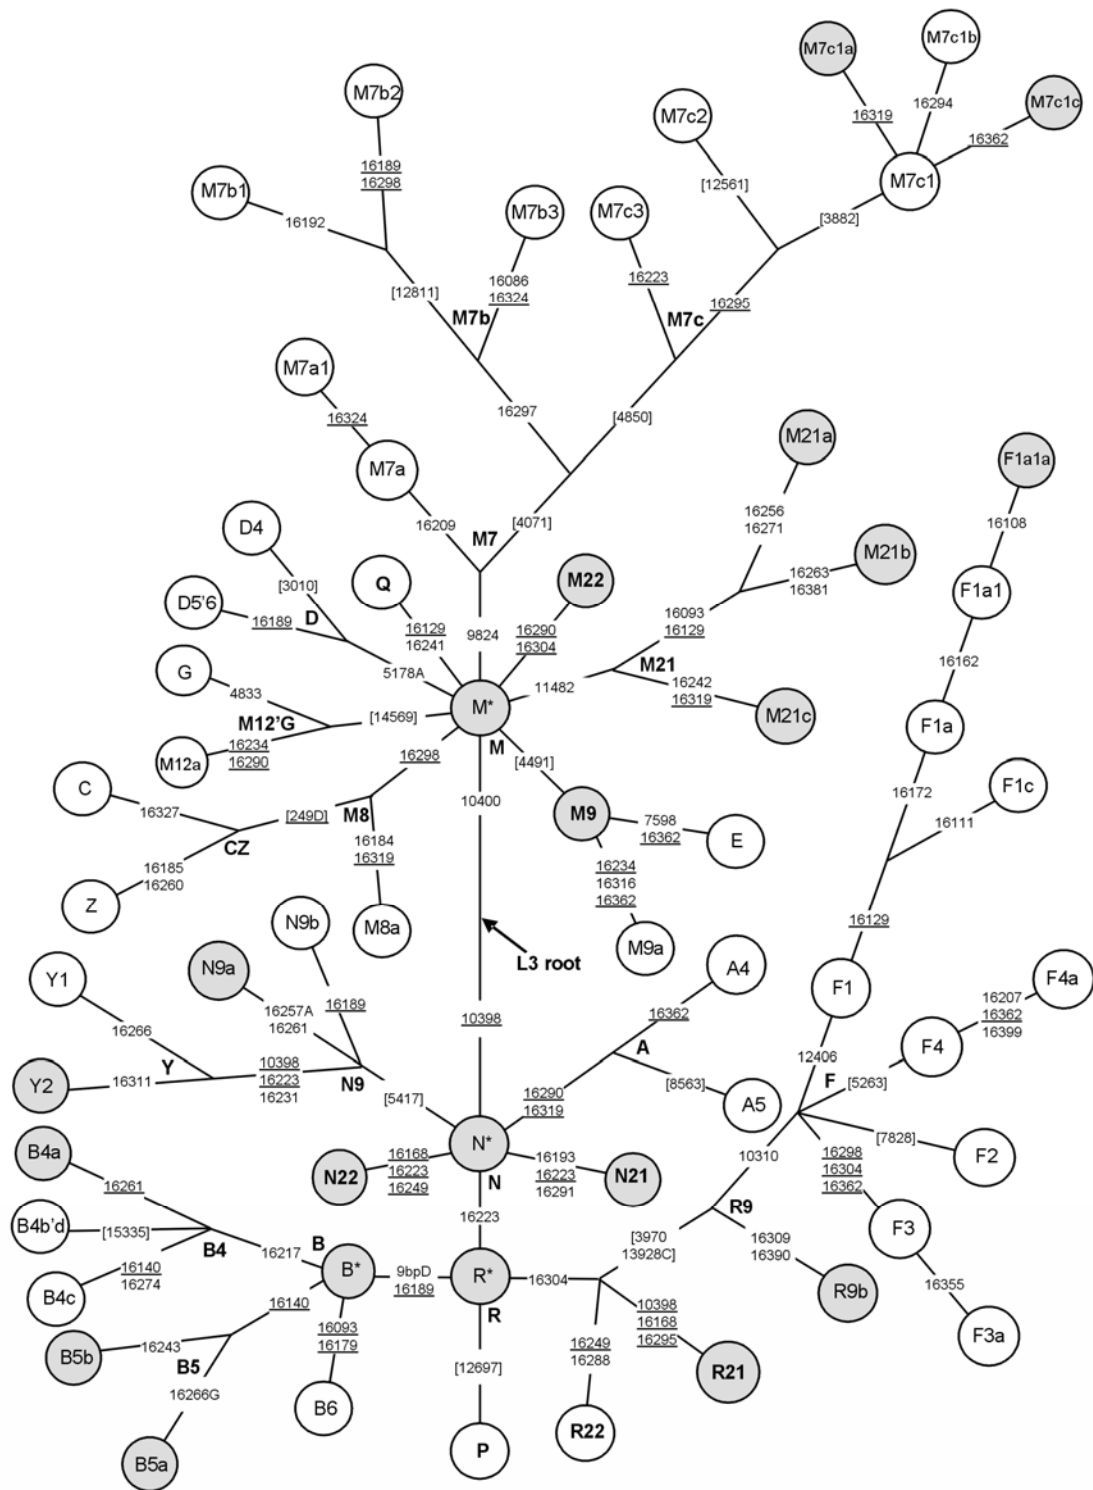 M7c1a
M7c1b
M7c1c
16319
16294
16362
M7c1
M7b2
M7c2
16189
16298
[12561]
M7b1
16192
M7b3
M7c3
[3882]
16086
16324
16223
[12811]
M7b
M7c
16295
M7a1
16324
16297
[4850]
M7a
16209
M7
[4071]
M21a
F1a1a
16256
16271
16108
D4
[3010]
Q
M22
M21b
16263
16381
D5'6
16189
D
16129
16241
9824
16290
16304
16093
16129
F1a1
5178A
M21
16162
G
4833
11482
16242
16319
M21c
M12'G
[14569]
M*
M
M12a
16234
16290
F1a
16298
[4491]
C
16327
[249D]
M8
10400
M9
7598
16362
E
16172
F1c
16111
CZ
16184
16319
16234
16316
16362
Z
16185
16260
M8a
M9a
N9b
L3 root
16129
Y1
N9a
16257A
16261
16189
A4
F1
F4a
16266
10398
16362
16207
16362
16399
Y
10398
16223
16231
N9
A
12406
F4
Y2
16311
[5417]
16290
16319
[8563]
A5
F
[5263]
B4a
N*
N
[7828]
F2
16261
N22
16168
16223
16249
16193
16223
16291
N21
10310
16298
16304
16362
B4b'd
[15335]
B4
16217
B
16223
R9
F3
[3970
13928C]
16309
16390
B4c
16140
16274
B*
9bpD
16189
R*
R
16304
R9b
16355
16140
10398
16168
16295
F3a
B5b
16243
B5
16093
16179
16249
16288
R21
16266G
[12697]
B6
R22
B5a
P